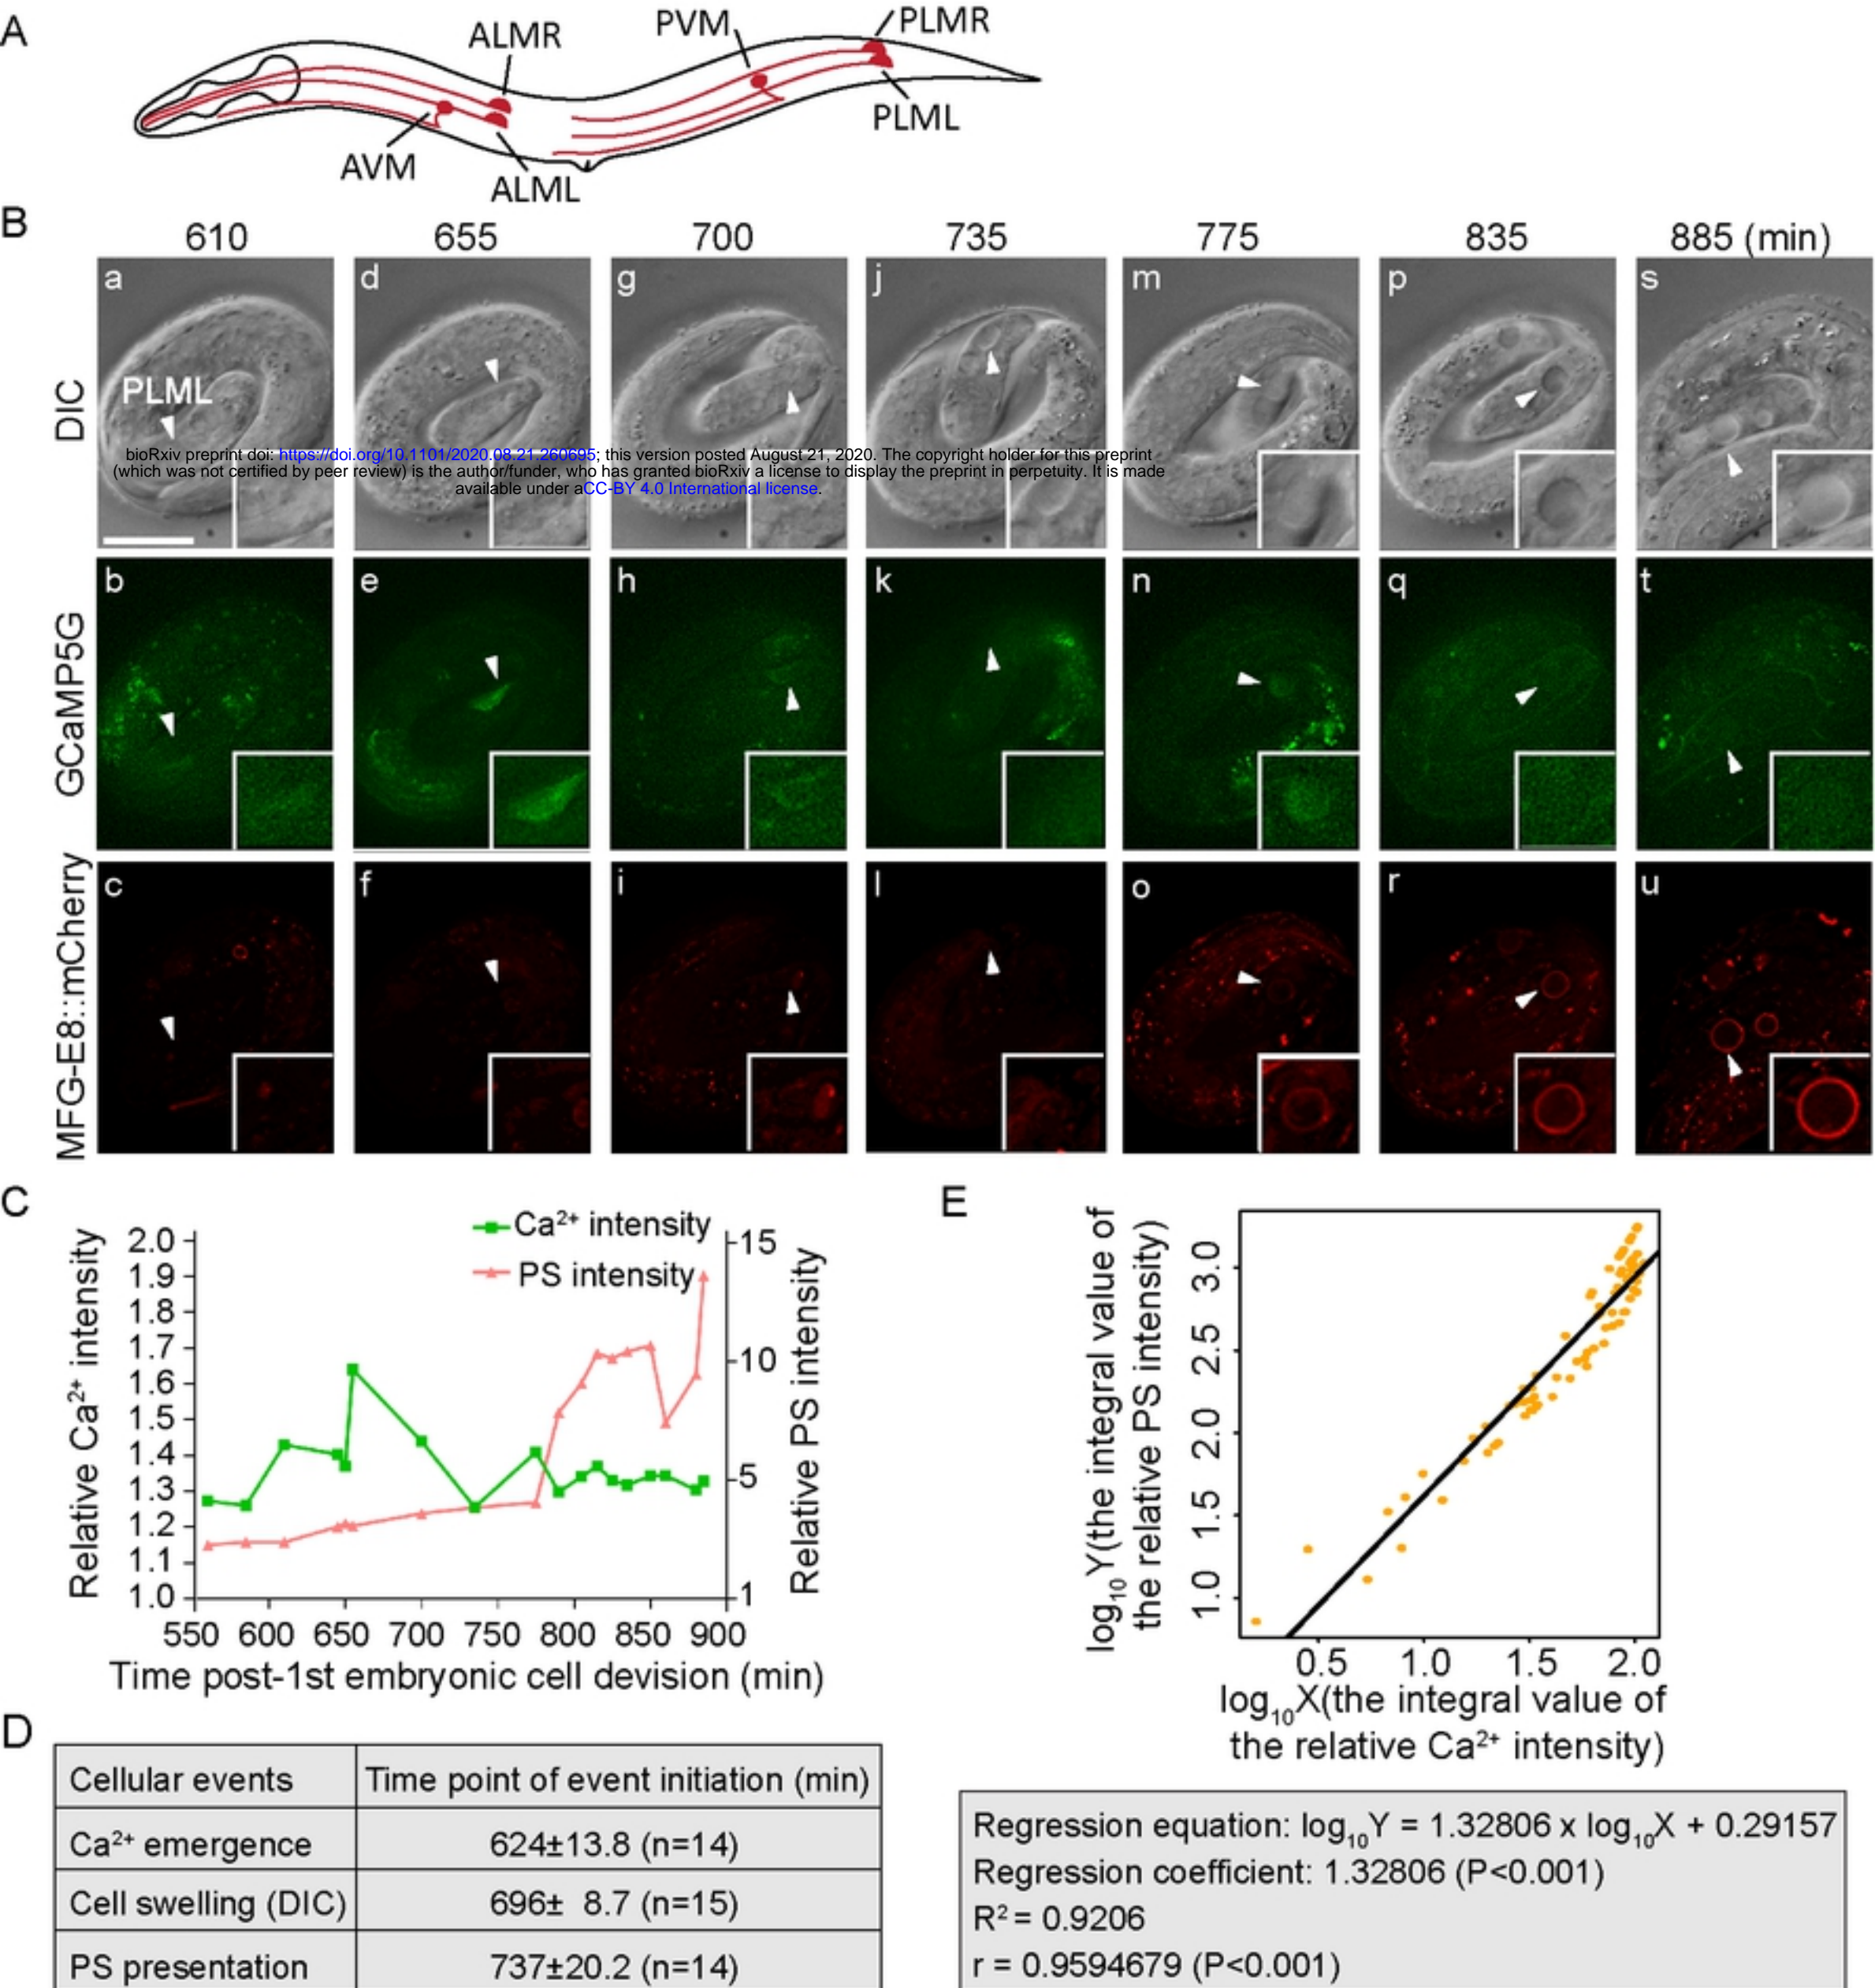 A
ALMR
PVM
PLMR
AVM
ALML
PLML
B
610 655 700 735 775 835 885 (min)
DIC
a d g j m p s
PLML
bioRxiv preprint doi: https://doi.org/10.1101/2020.08.21.260695; this version posted August 21, 2020. The copyright holder for this preprint
(which was not certified by peer review) is the author/funder, who has granted bioRxiv a license to display the preprint in perpetuity. It is made
available under aCC-BY 4.0 International license.
GCaMP5G
b e h k n q t
MFG-E8::mCherry
c f i l o r u
C
Ca²⁺ intensity
PS intensity
Relative Ca²⁺ intensity
2.0
1.9
1.8
1.7
1.6
1.5
1.4
1.3
1.2
1.1
1.0
15
10
5
1
Relative PS intensity
550 600 650 700 750 800 850 900
Time post-1st embryonic cell devision (min)
E
log₁₀Y(the integral value of
the relative PS intensity)
3.0
2.5
2.0
1.5
1.0
0.5 1.0 1.5 2.0
log₁₀X(the integral value of
the relative Ca²⁺ intensity)
D
Cellular events Time point of event initiation (min)
Ca²⁺ emergence 624±13.8 (n=14)
Cell swelling (DIC) 696± 8.7 (n=15)
PS presentation 737±20.2 (n=14)
Regression equation: log₁₀Y = 1.32806 x log₁₀X + 0.29157
Regression coefficient: 1.32806 (P<0.001)
R² = 0.9206
r = 0.9594679 (P<0.001)